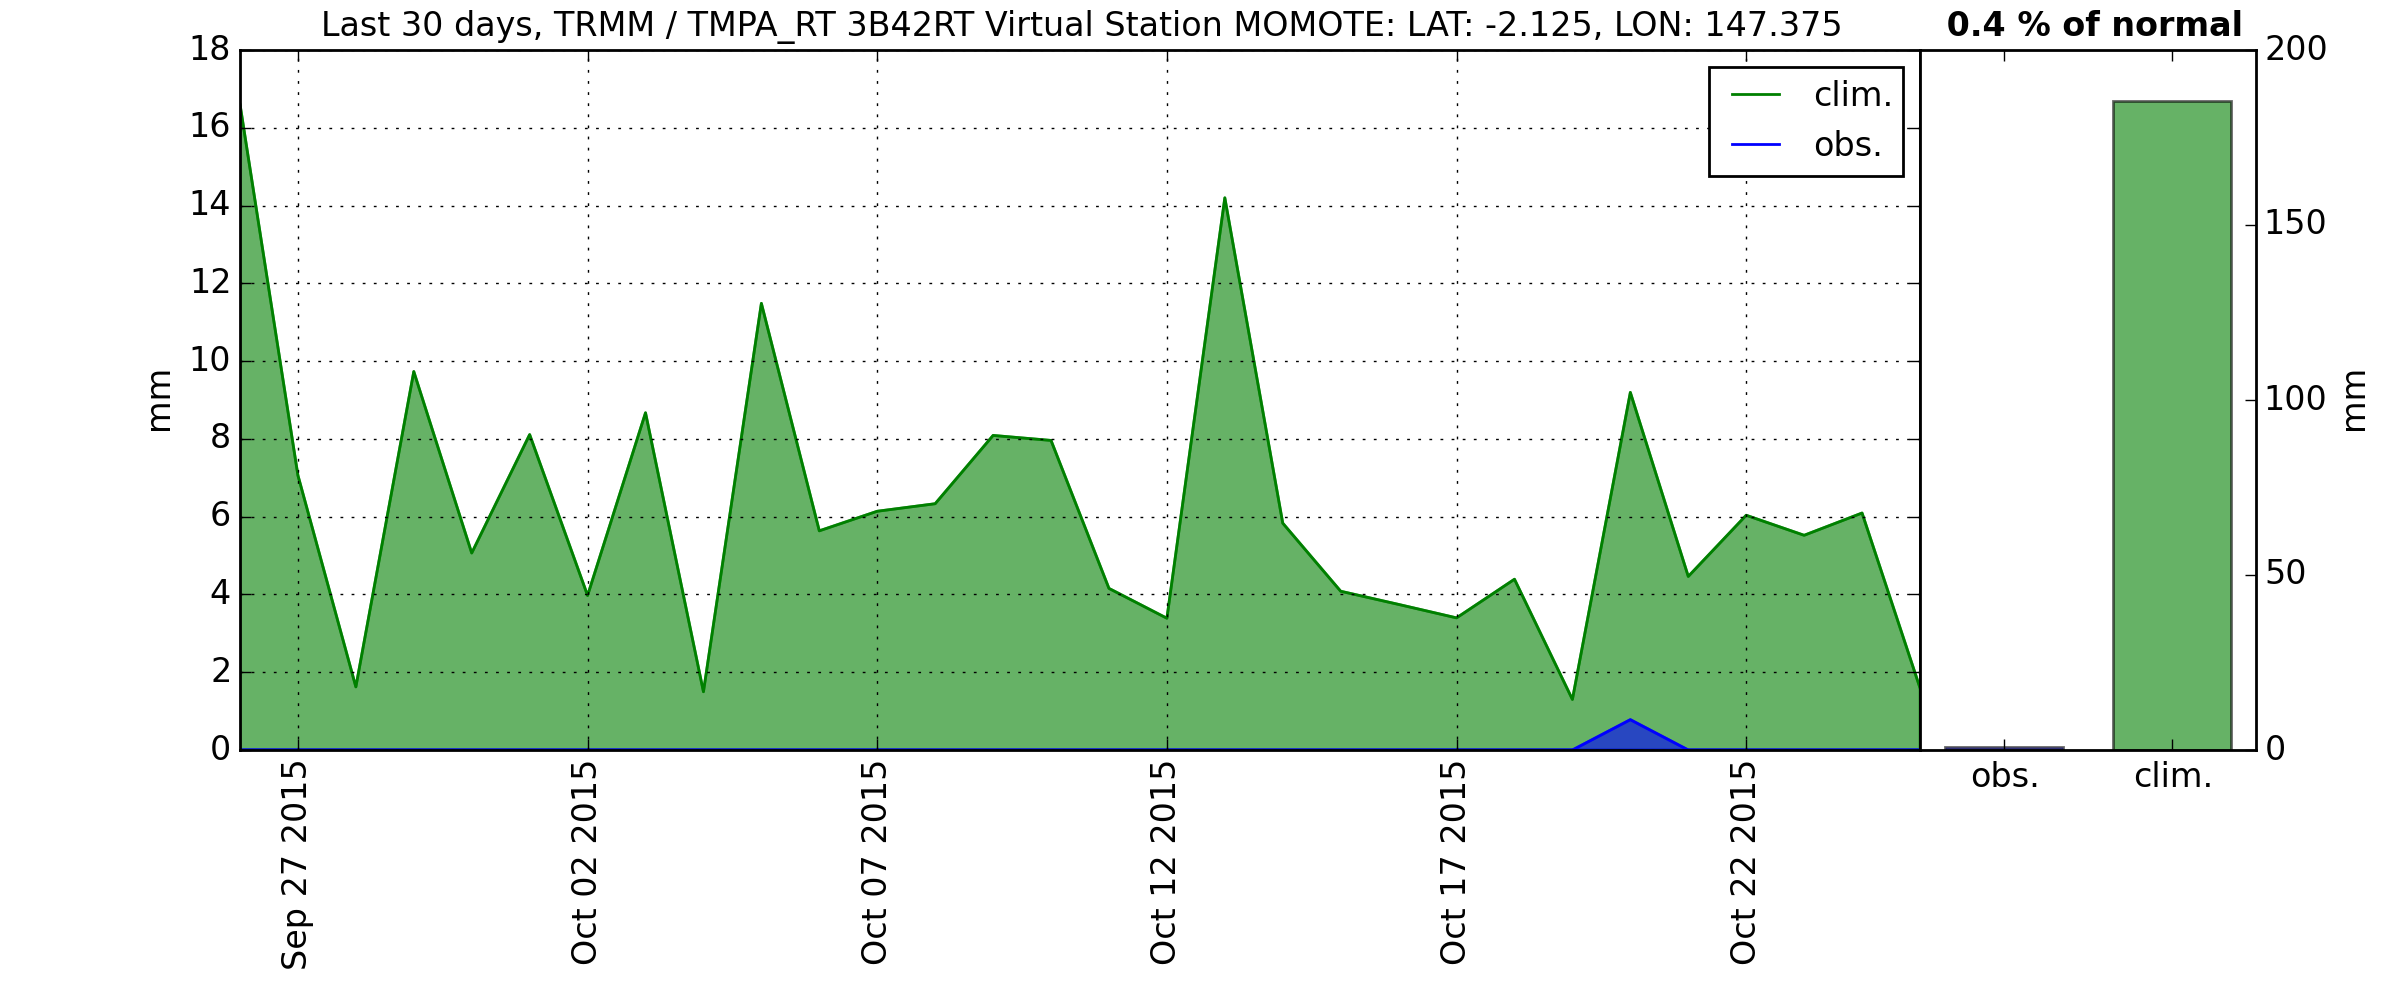 Last 30 days, TRMM / TMPA_RT 3B42RT Virtual Station MOMOTE: LAT: -2.125, LON: 147.375
0.4 % of normal
18
16
14
12
10
8
6
4
2
0
mm
clim.
obs.
200
150
100
50
0
mm
obs.
clim.
Sep 27 2015
Oct 02 2015
Oct 07 2015
Oct 12 2015
Oct 17 2015
Oct 22 2015